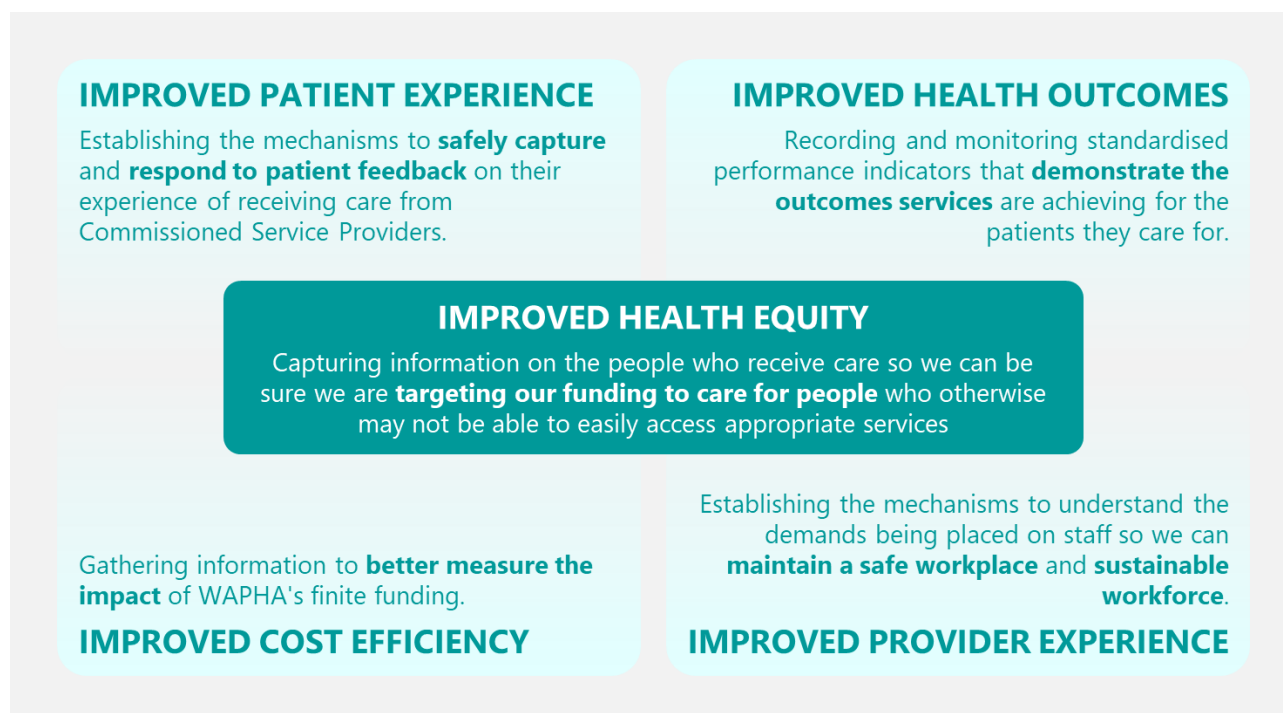 IMPROVED PATIENT EXPERIENCE
Establishing the mechanisms to safely capture
and respond to patient feedback on their
experience of receiving care from
Commissioned Service Providers.
IMPROVED HEALTH OUTCOMES
Recording and monitoring standardised
performance indicators that demonstrate the
outcomes services are achieving for the
patients they care for.
IMPROVED HEALTH EQUITY
Capturing information on the people who receive care so we can be
sure we are targeting our funding to care for people who otherwise
may not be able to easily access appropriate services
Gathering information to better measure the
impact of WAPHA's finite funding.
IMPROVED COST EFFICIENCY
Establishing the mechanisms to understand the
demands being placed on staff so we can
maintain a safe workplace and sustainable
workforce.
IMPROVED PROVIDER EXPERIENCE